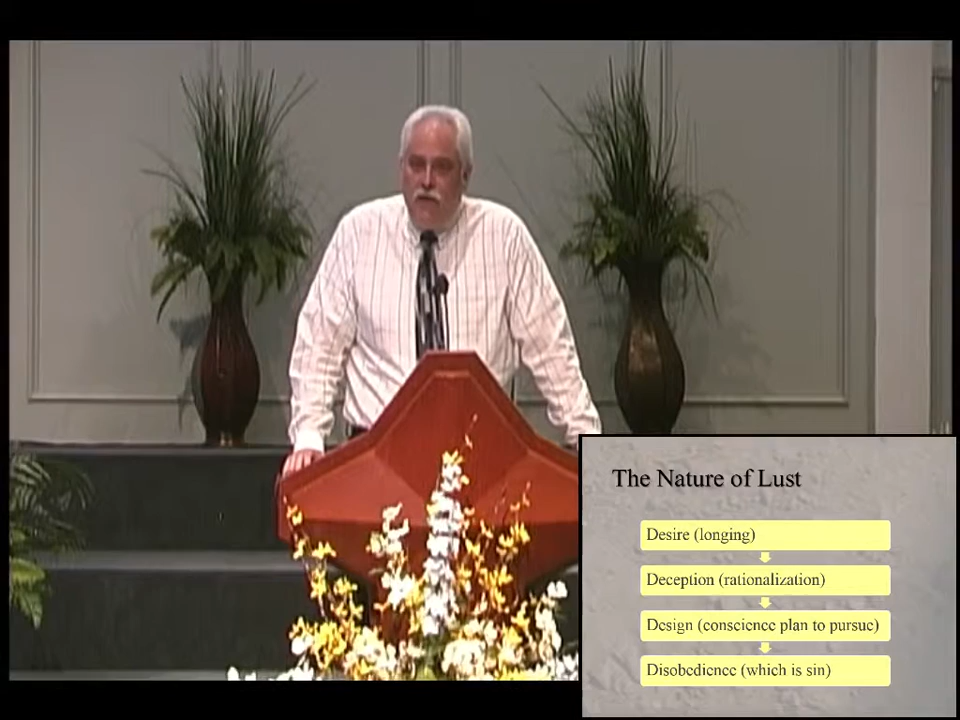 The Nature of Lust
Desire (longing)
Deception (rationalization)
Design (conscience plan to pursue)
Disobedience (which is sin)